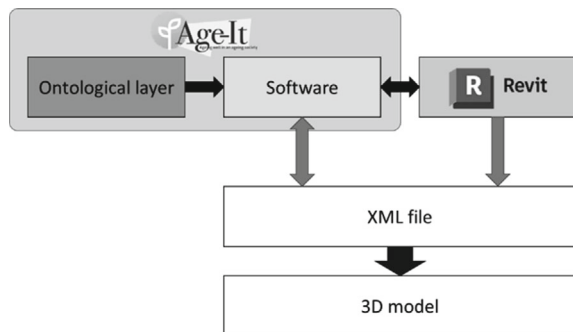 Age-It
Ontological layer
Software
R Revit
XML file
3D model